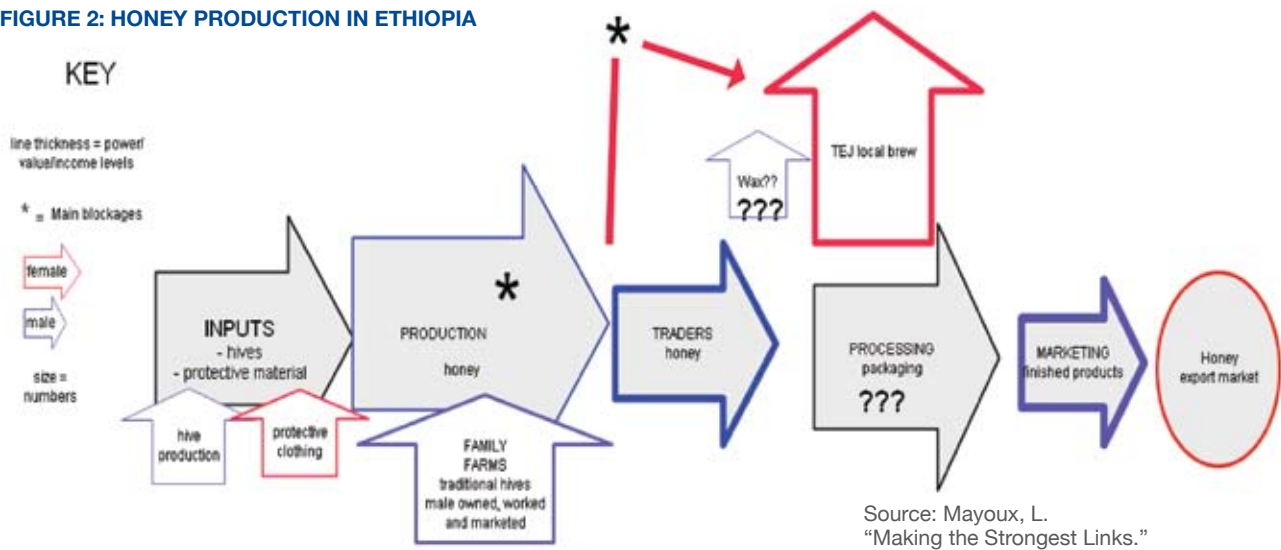 FIGURE 2: HONEY PRODUCTION IN ETHIOPIA
KEY
line thickness = power/
value/income levels
* = Main blockages
female
male
size =
numbers
INPUTS
- hives
- protective material
hive
production
protective
clothing
*
PRODUCTION
honey
FAMILY
FARMS
traditional hives
male owned, worked
and marketed
*
TRADERS
honey
Wax??
???
TEJ local brew
PROCESSING
packaging
???
MARKETING
finished products
Honey
export market
Source: Mayoux, L.
“Making the Strongest Links.”